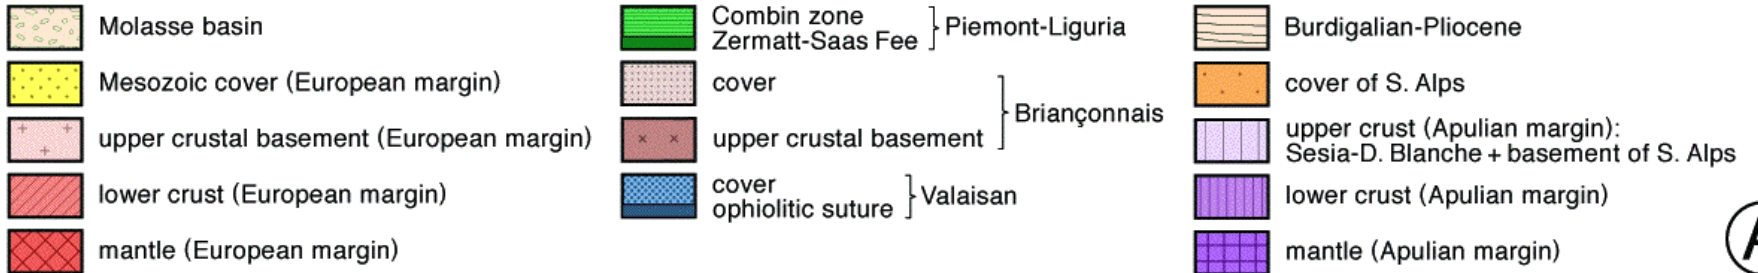 Molasse basin
Mesozoic cover (European margin)
upper crustal basement (European margin)
lower crust (European margin)
mantle (European margin)
Combin zone
Zermatt-Saas Fee
Piemont-Liguria
cover
upper crustal basement
Briançonnais
cover
ophiolitic suture
Valaisan
Burdigalian-Pliocene
cover of S. Alps
upper crust (Apulian margin):
Sesia-D. Blanche + basement of S. Alps
lower crust (Apulian margin)
mantle (Apulian margin)